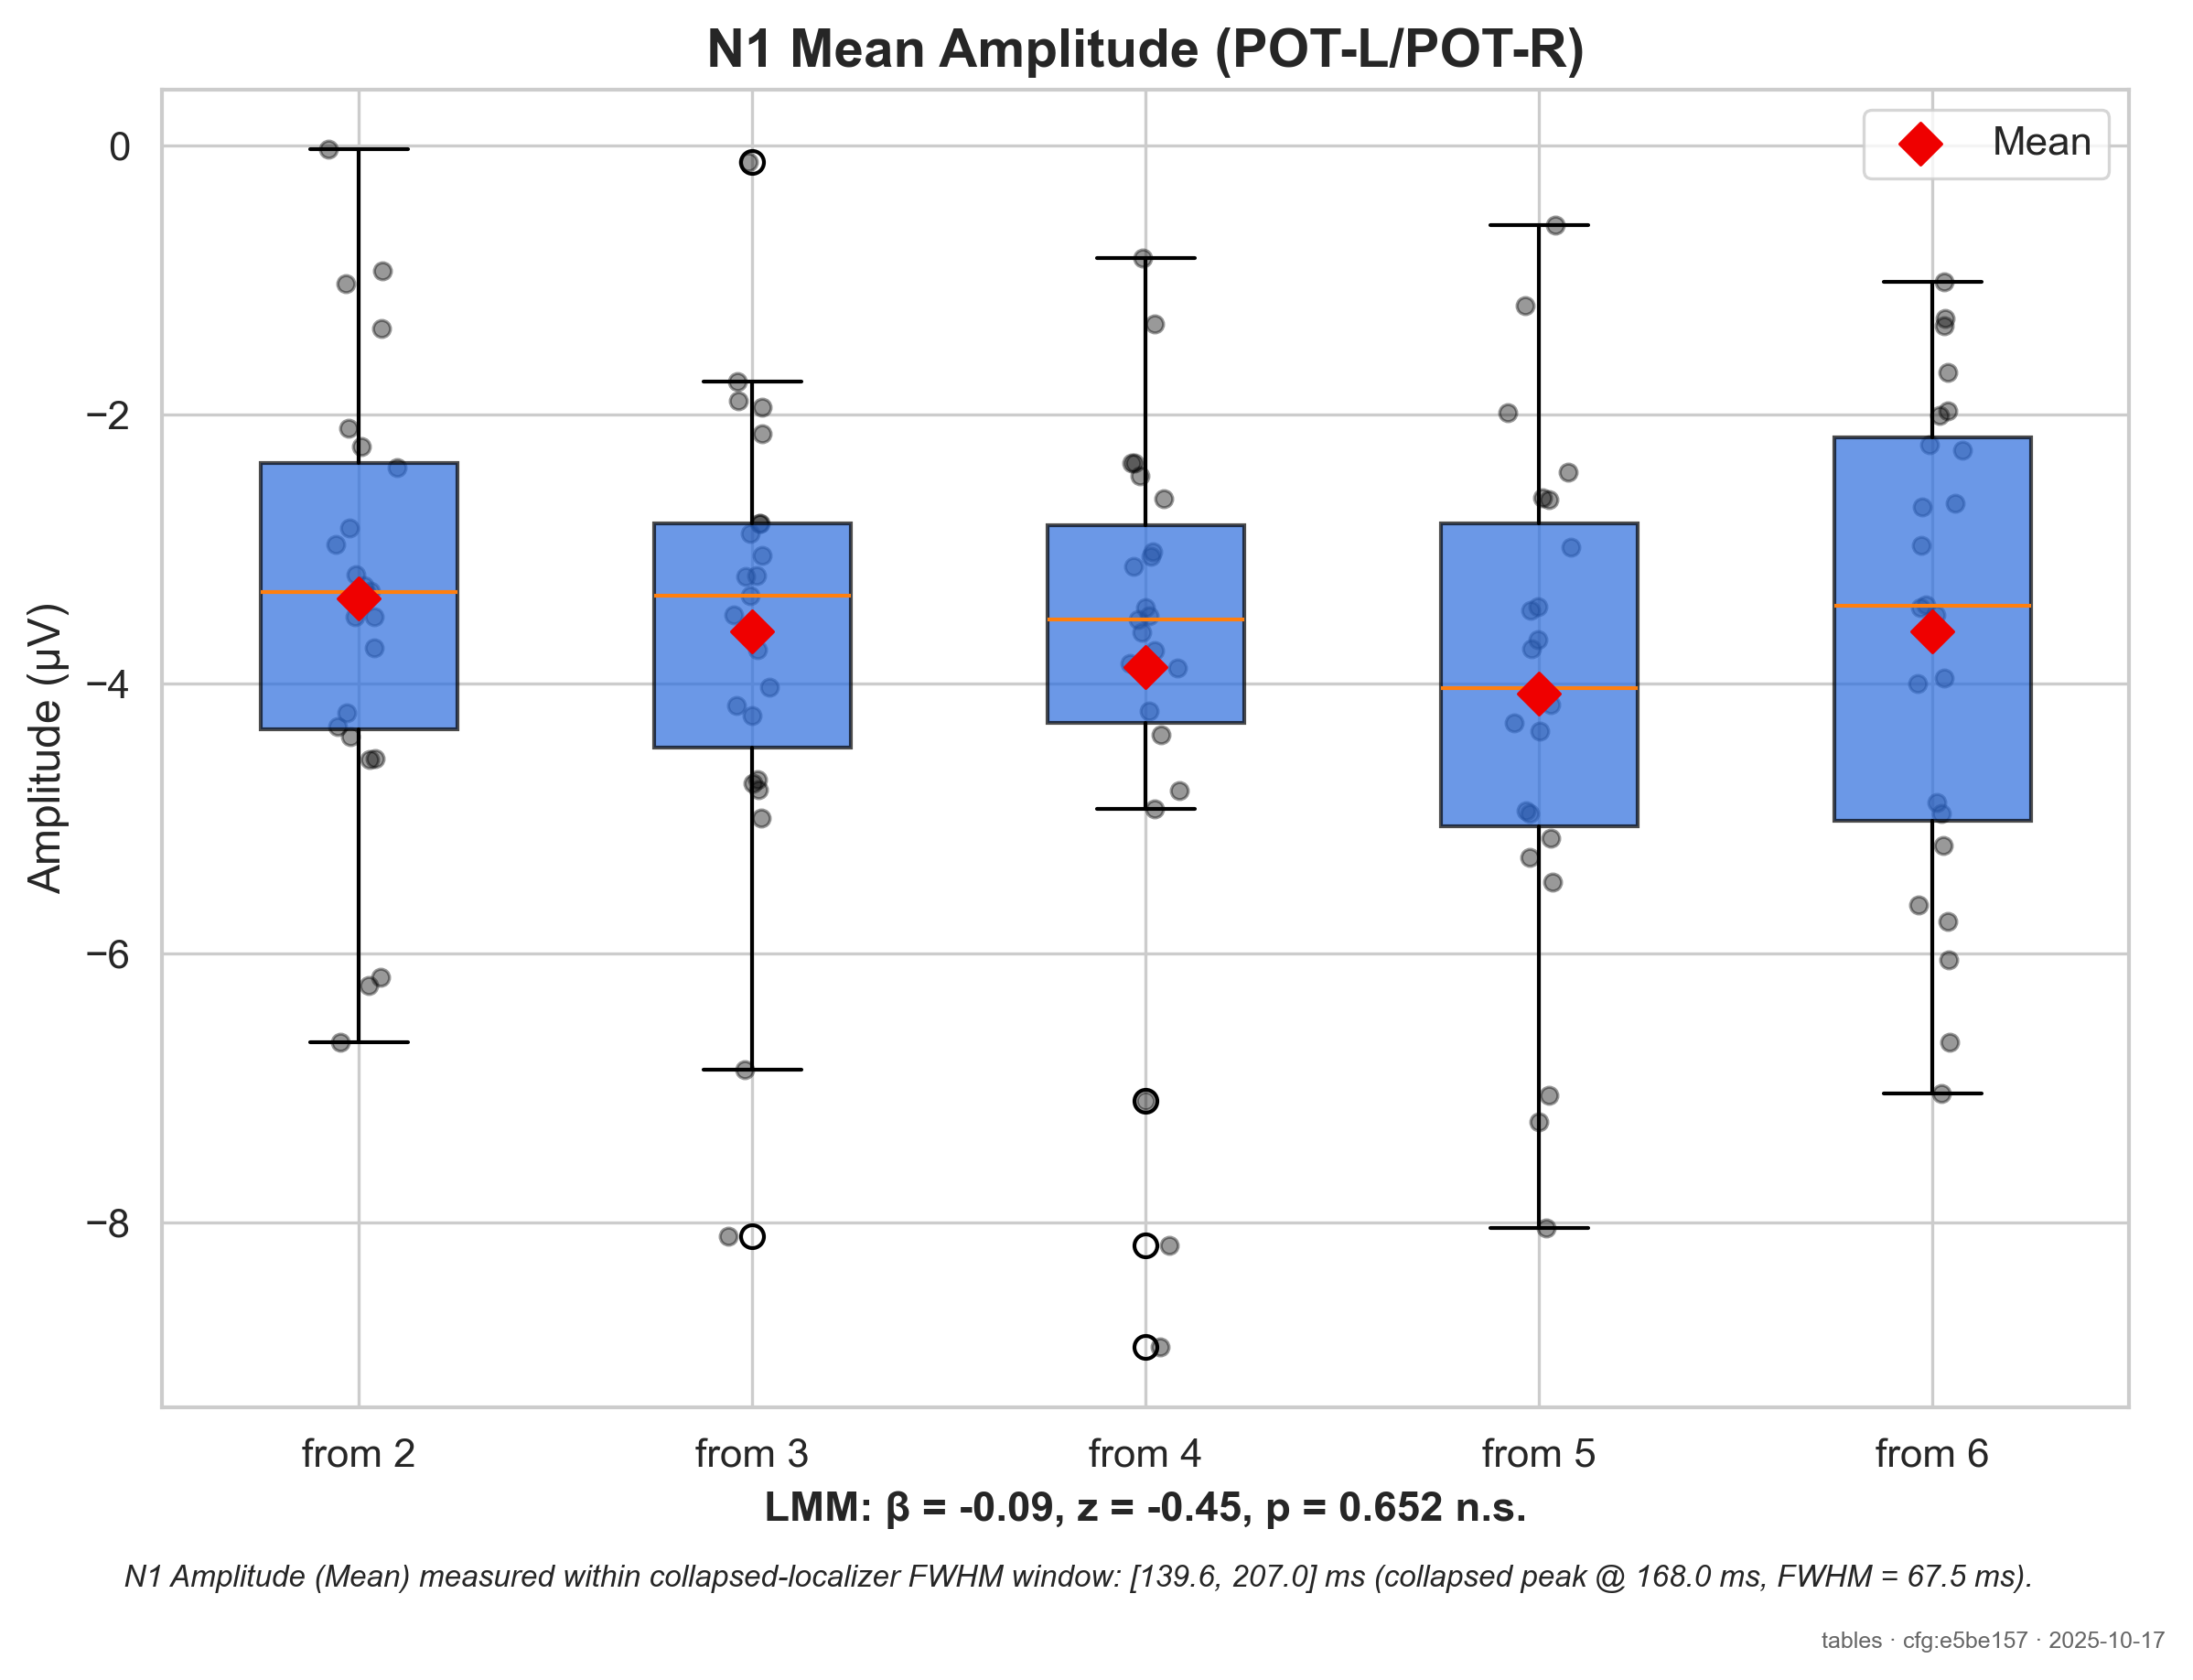 N1 Mean Amplitude (POT-L/POT-R)
Mean
0
−2
−4
−6
−8
Amplitude (μV)
from 2 from 3 from 4 from 5 from 6
LMM: β = -0.09, z = -0.45, p = 0.652 n.s.
N1 Amplitude (Mean) measured within collapsed-localizer FWHM window: [139.6, 207.0] ms (collapsed peak @ 168.0 ms, FWHM = 67.5 ms).
tables · cfg:e5be157 · 2025-10-17